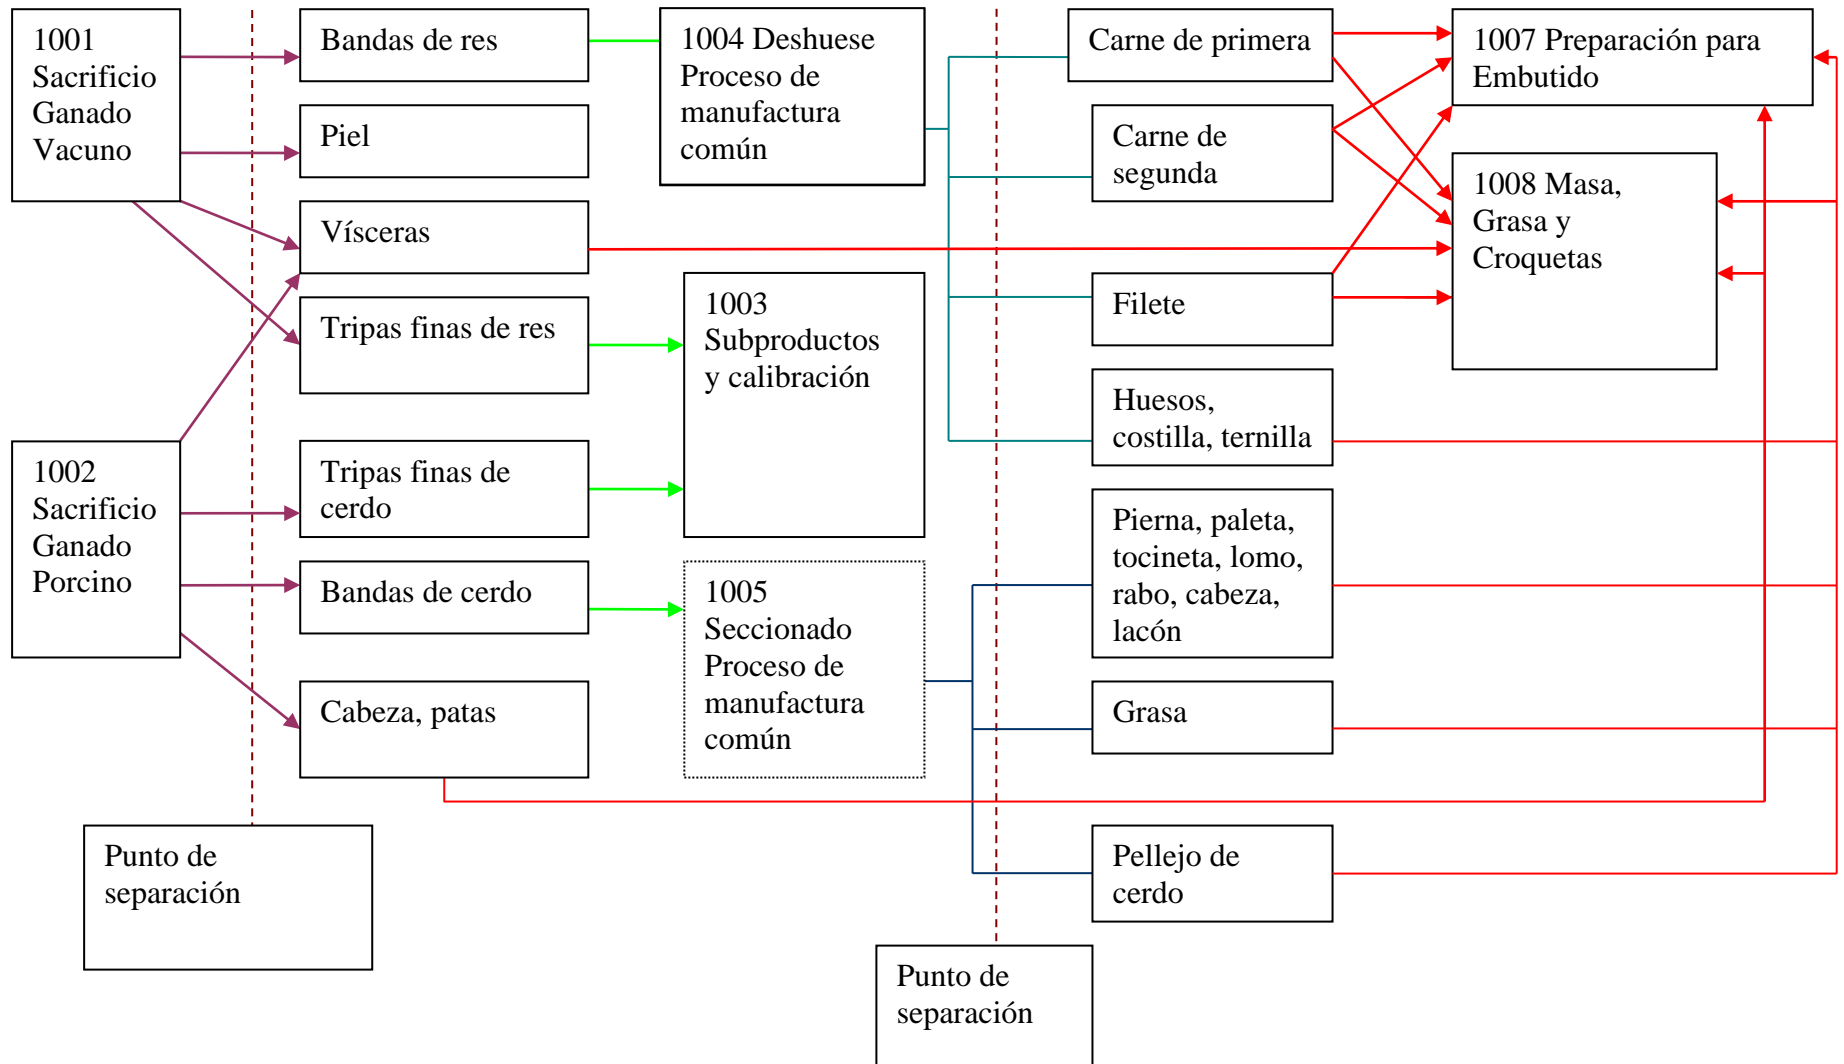 1001
Sacrificio
Ganado
Vacuno
1002
Sacrificio
Ganado
Porcino
Bandas de res
Piel
Vísceras
Tripas finas de res
Tripas finas de
cerdo
Bandas de cerdo
Cabeza, patas
Punto de
separación
1004 Deshuese
Proceso de
manufactura
común
1003
Subproductos
y calibración
1005
Seccionado
Proceso de
manufactura
común
Punto de
separación
Carne de primera
Carne de
segunda
Filete
Huesos,
costilla, ternilla
Pierna, paleta,
tocineta, lomo,
rabo, cabeza,
lacón
Grasa
Pellejo de
cerdo
1007 Preparación para
Embutido
1008 Masa,
Grasa y
Croquetas